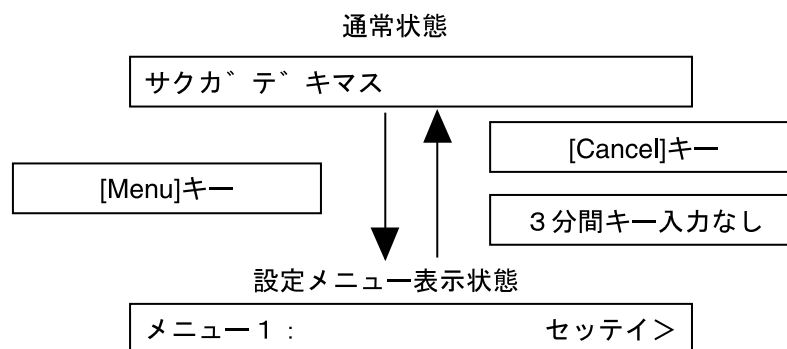 通常状態
サクカ゛テ゛キマス
[Cancel]キー
[Menu]キー
３分間キー入力なし
設定メニュー表示状態
メニュー１： セッテイ＞